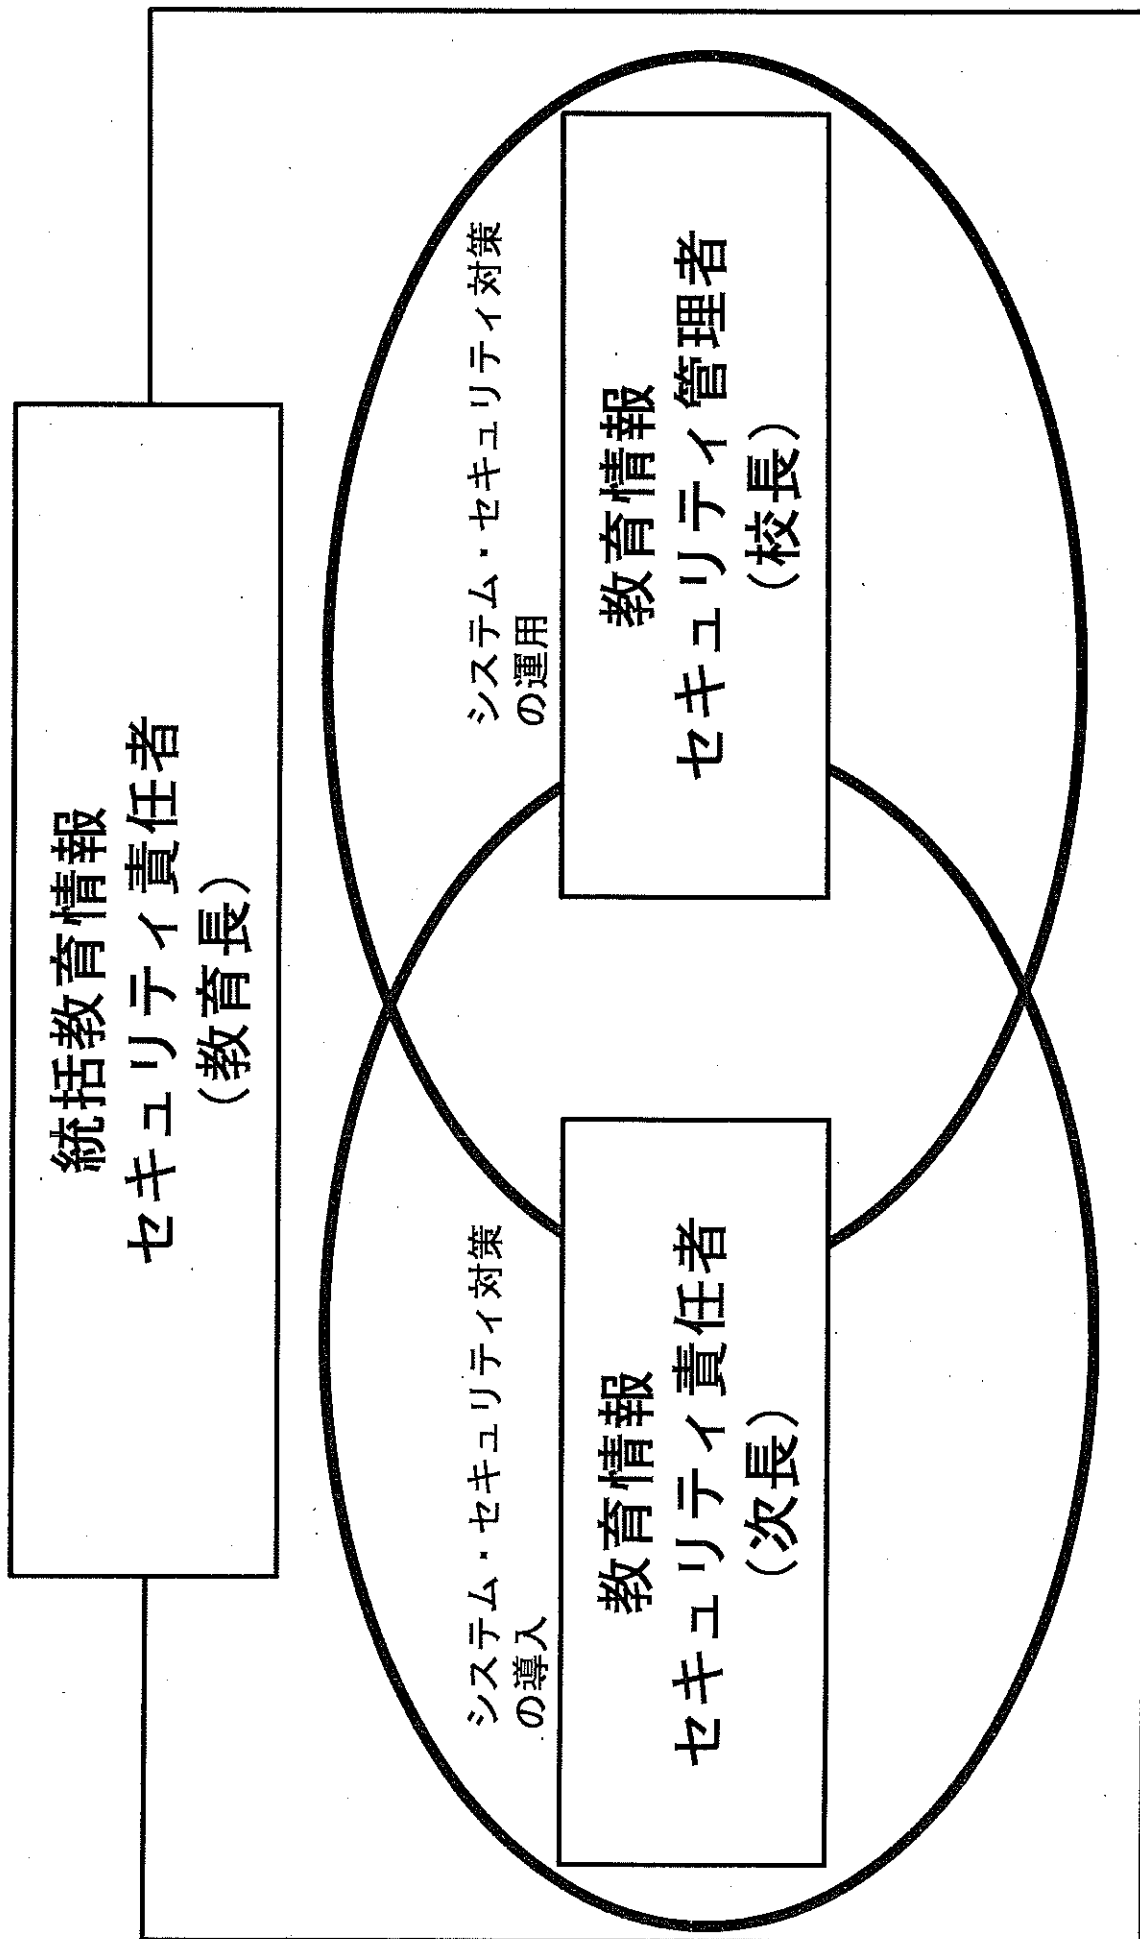 統括教育情報
セキュリティ責任者
（教育長）
システム・セキュリティ対策
の導入
教育情報
セキュリティ責任者
（次長）
システム・セキュリティ対策
の運用
教育情報
セキュリティ管理者
（校長）